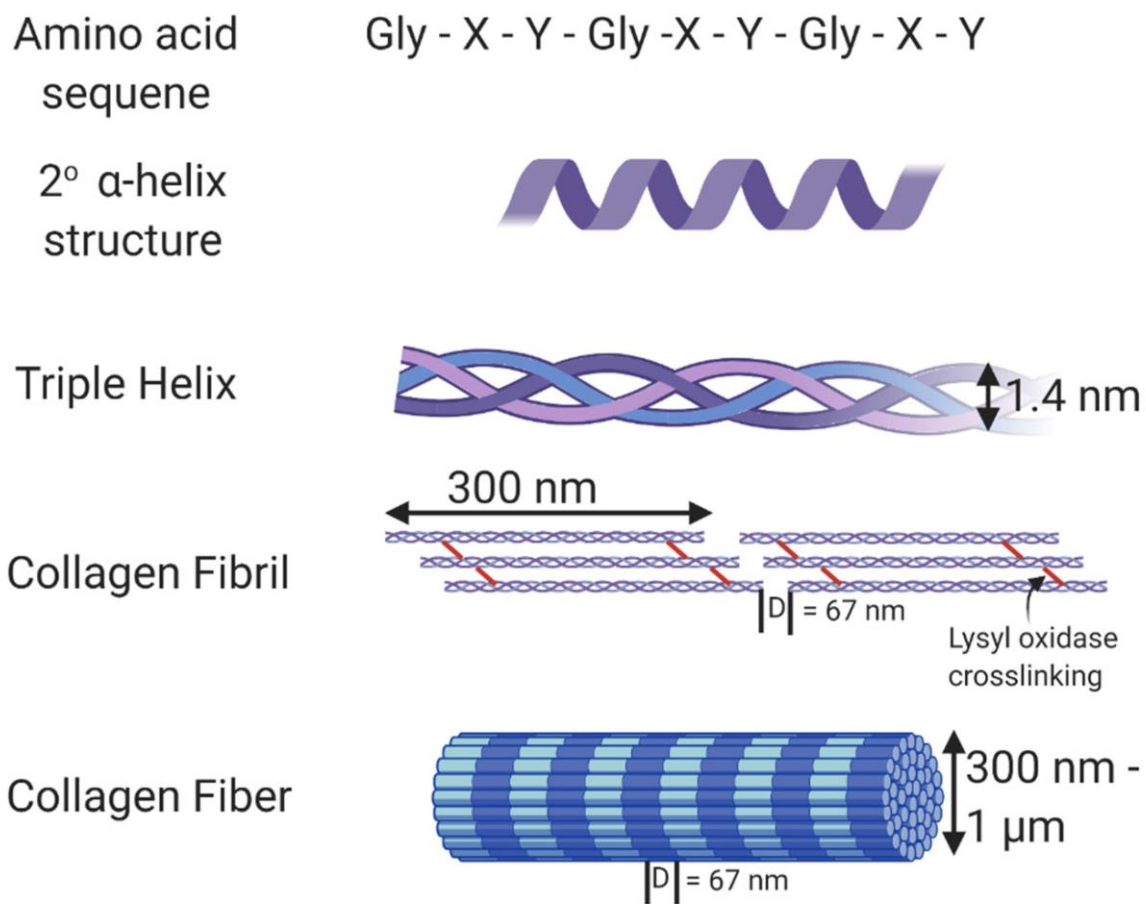 Amino acid
sequene
Gly - X - Y - Gly -X - Y - Gly - X - Y
2º α-helix
structure
Triple Helix
1.4 nm
300 nm
Collagen Fibril
D = 67 nm
Lysyl oxidase
crosslinking
Collagen Fiber
300 nm -
1 μm
D = 67 nm